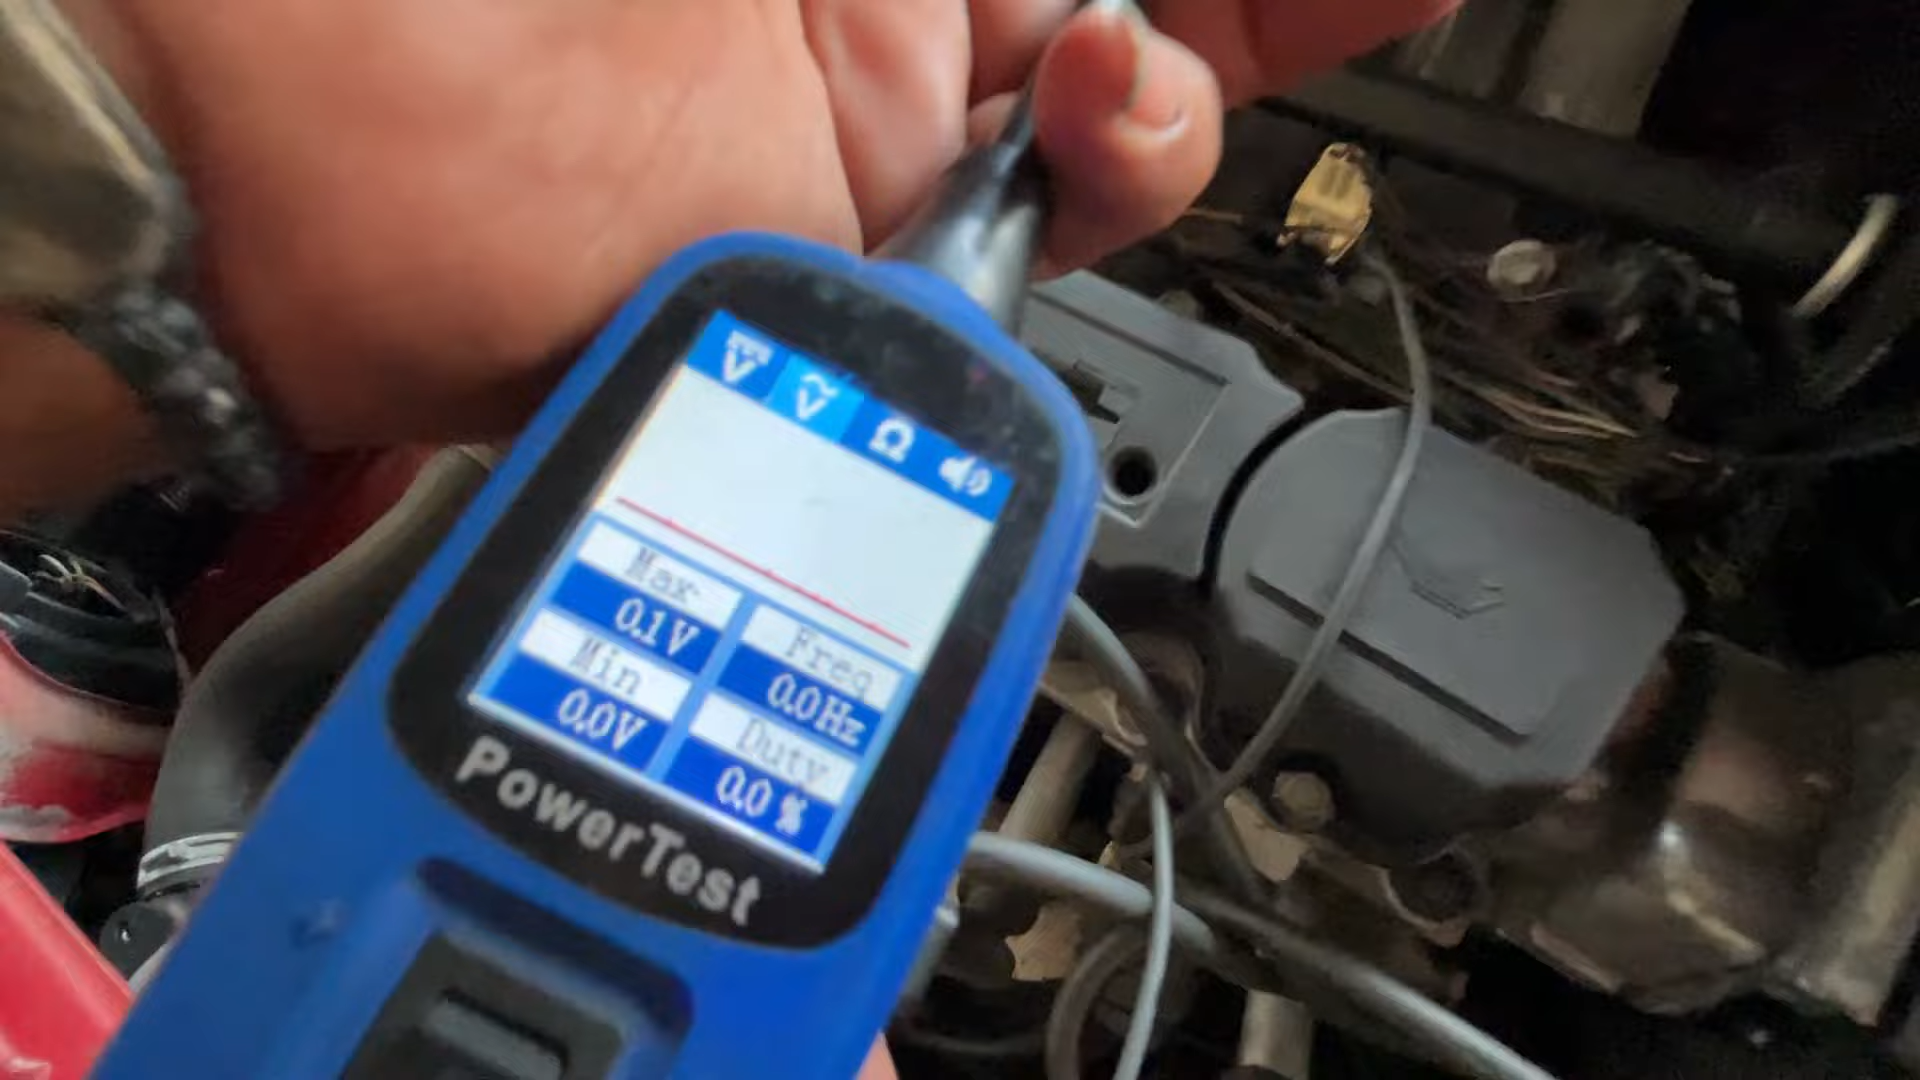 V Ṽ Ω
Max
0.1V
Freq
0.0Hz
Min
0.0V
Duty
0.0 %
PowerTest